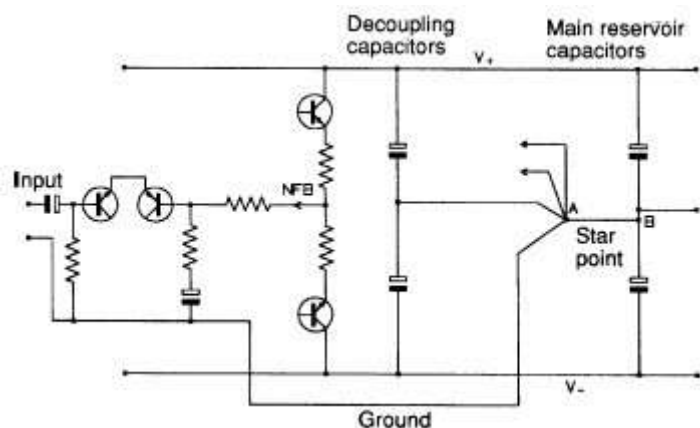 Decoupling
capacitors
Main reservoir
capacitors
V+
Input
NFB
A
B
Star
point
V-
Ground